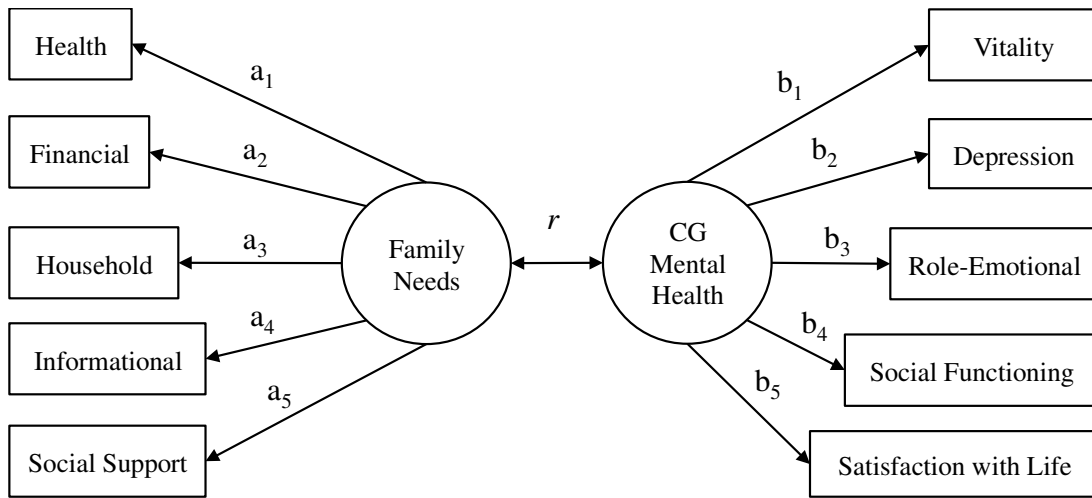 Health
Financial
Household
Informational
Social Support
a₁
a₂
a₃
a₄
a₅
Family
Needs
r
CG
Mental
Health
b₁
b₂
b₃
b₄
b₅
Vitality
Depression
Role-Emotional
Social Functioning
Satisfaction with Life